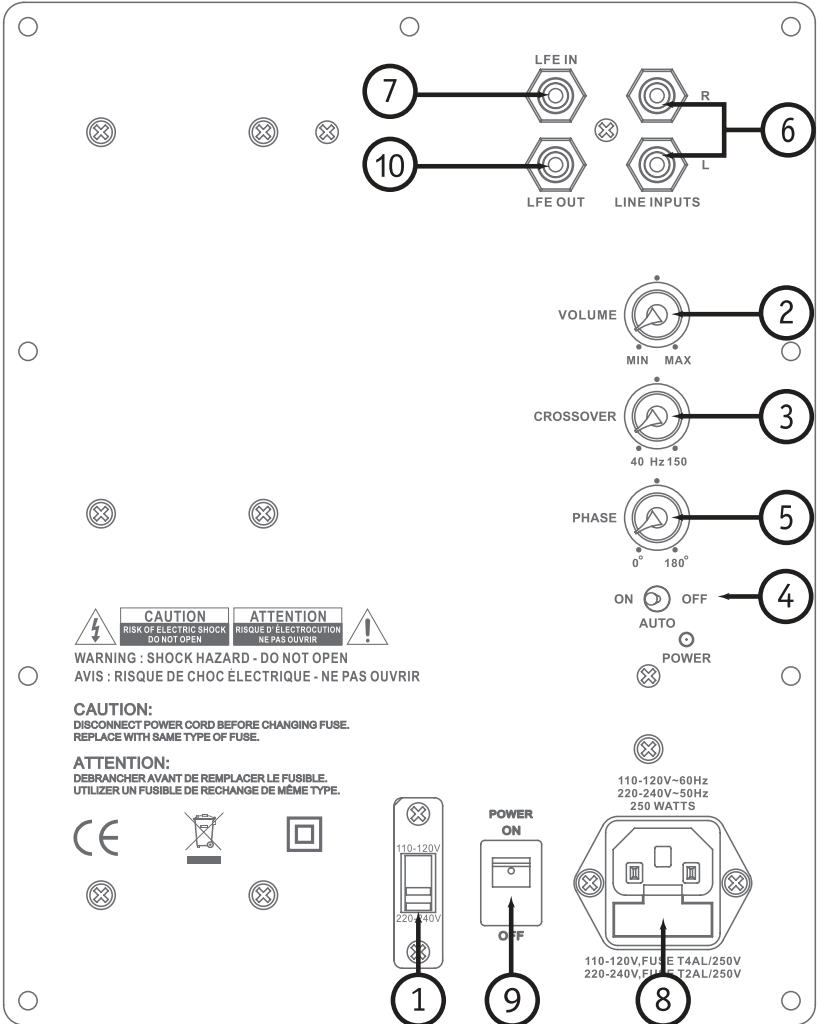 LFE IN
7
R
6
10
L
LFE OUT
LINE INPUTS
VOLUME
2
MIN MAX
CROSSOVER
3
40 Hz 150
PHASE
5
0° 180°
ON OFF
4
AUTO
POWER
CAUTION
RISK OF ELECTRIC SHOCK
DO NOT OPEN
ATTENTION
RISQUE D' ÉLECTROCUTION
NE PAS OUVRIR
WARNING : SHOCK HAZARD - DO NOT OPEN
AVIS : RISQUE DE CHOC ÉLECTRIQUE - NE PAS OUVRIR
CAUTION:
DISCONNECT POWER CORD BEFORE CHANGING FUSE.
REPLACE WITH SAME TYPE OF FUSE.
ATTENTION:
DEBRANCHER AVANT DE REMPLACER LE FUSIBLE.
UTILIZER UN FUSIBLE DE RECHANGE DE MÊME TYPE.
CE
110-120V
220-240V
1
POWER
ON
OFF
9
110-120V~60Hz
220-240V~50Hz
250 WATTS
110-120V,FUSE T4AL/250V
220-240V,FUSE T2AL/250V
8